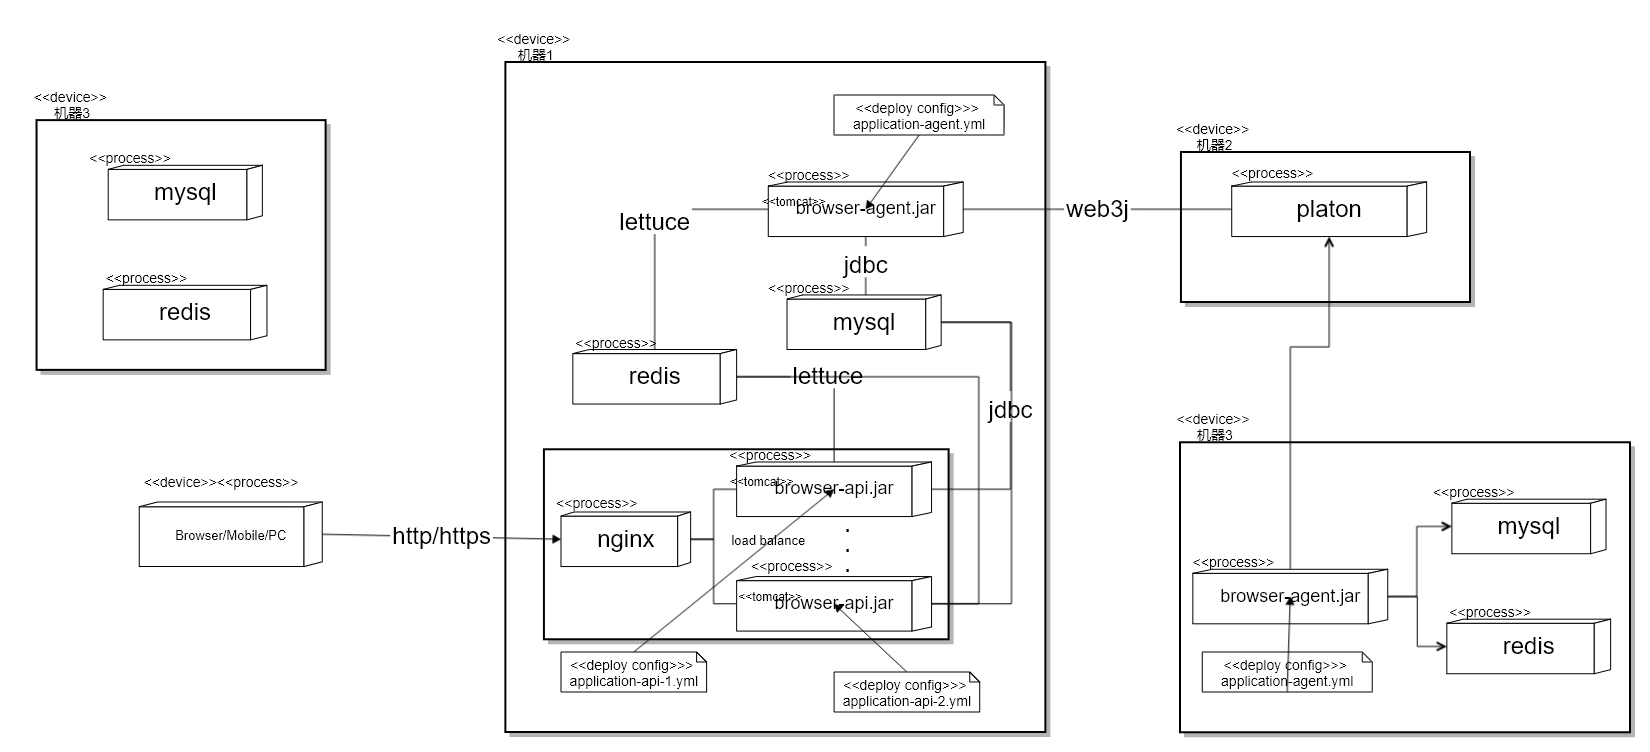 <<device>>
机器3
<<process>>
mysql
<<process>>
redis
<<device>><<process>>
Browser/Mobile/PC
http/https
<<device>>
机器1
<<deploy config>>>
application-agent.yml
<<process>>
<<tomcat>>
browser-agent.jar
lettuce
jdbc
<<process>>
mysql
<<process>>
redis
lettuce
jdbc
<<process>>
<<tomcat>>
browser-api.jar
<<process>>
nginx
load balance
.
.
.
<<process>>
<<tomcat>>
browser-api.jar
<<deploy config>>>
application-api-1.yml
<<deploy config>>>
application-api-2.yml
web3j
<<device>>
机器2
<<process>>
platon
<<device>>
机器3
<<process>>
mysql
<<process>>
browser-agent.jar
<<process>>
redis
<<deploy config>>>
application-agent.yml